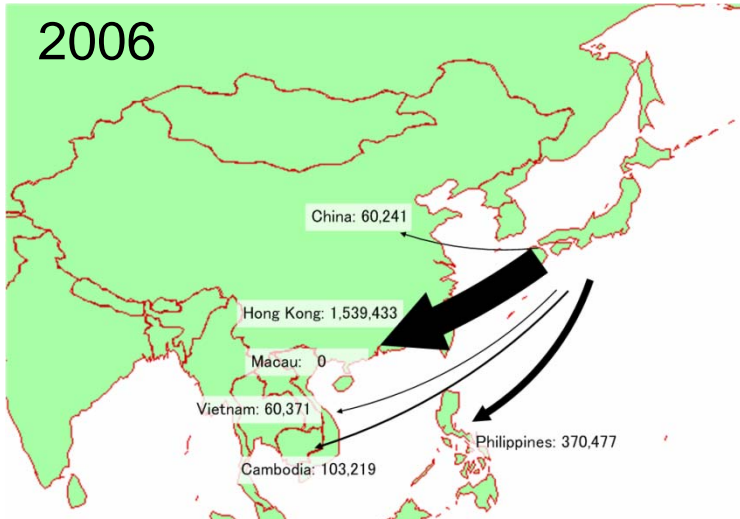 2006
China: 60,241
Hong Kong: 1,539,433
Macau: 0
Vietnam: 60,371
Philippines: 370,477
Cambodia: 103,219